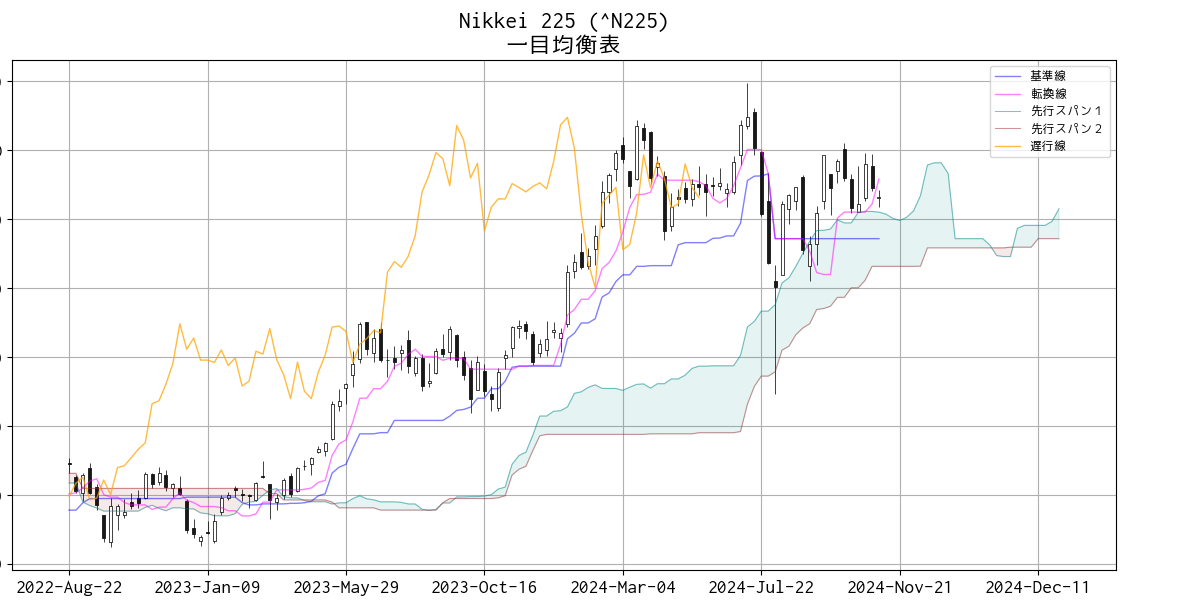 Nikkei 225 (^N225)
一目均衡表
基準線
転換線
先行スパン１
先行スパン２
遅行線
2022-Aug-22 2023-Jan-09 2023-May-29 2023-Oct-16 2024-Mar-04 2024-Jul-22 2024-Nov-21 2024-Dec-11